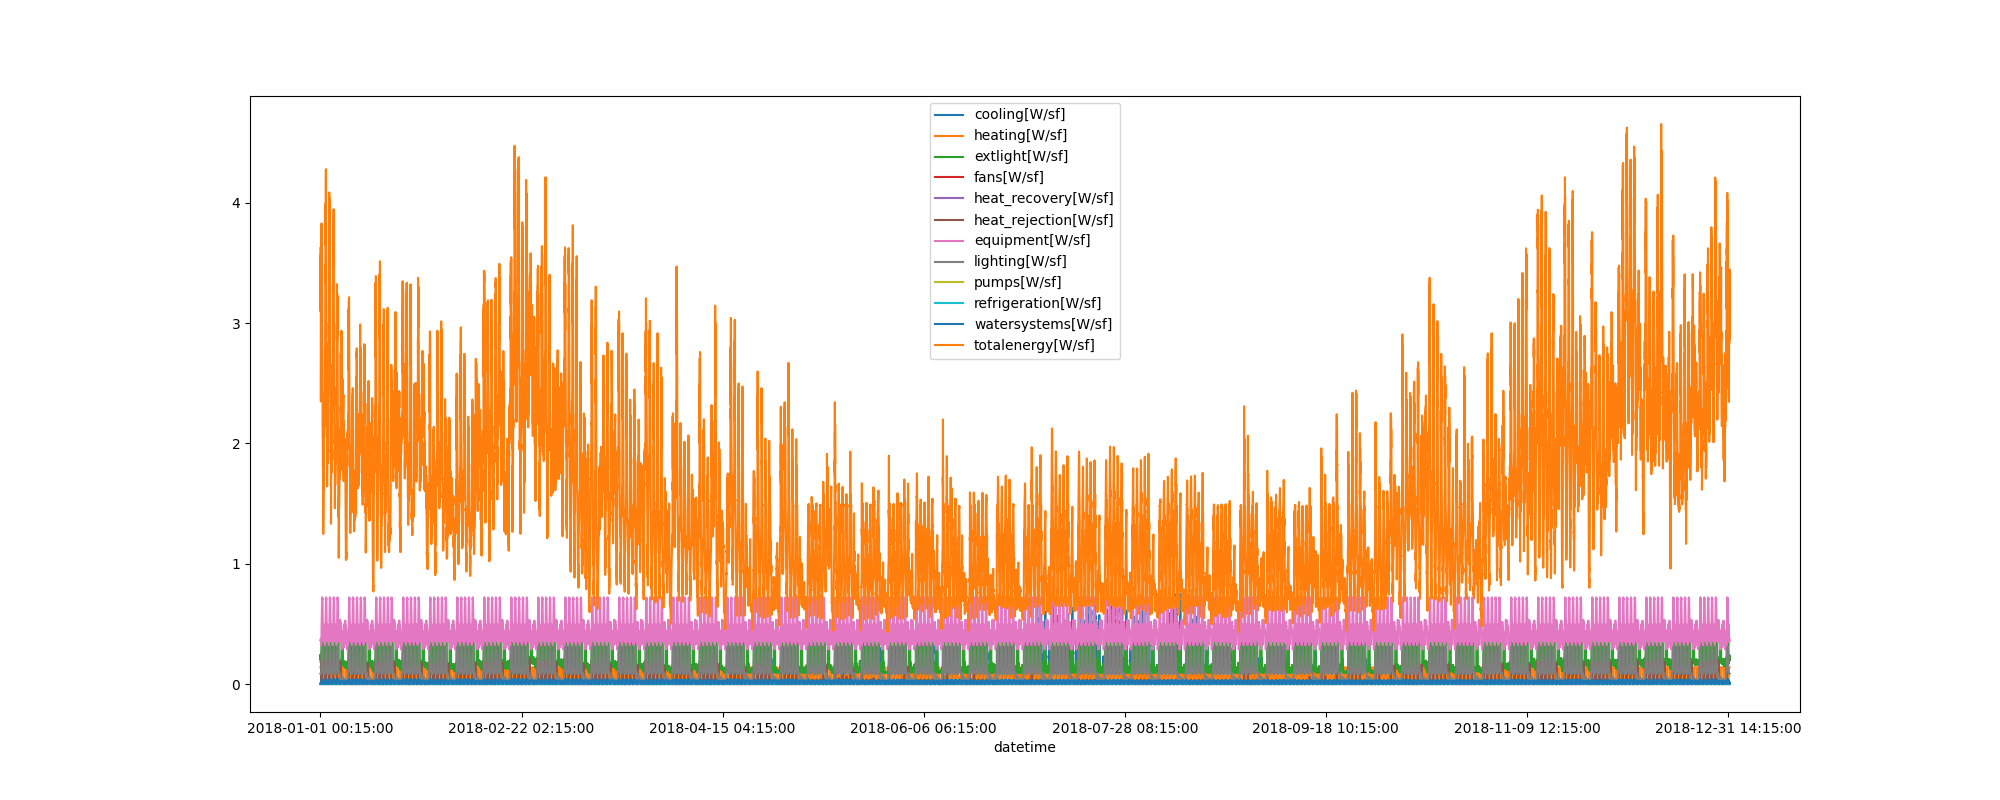 cooling[W/sf]
heating[W/sf]
extlight[W/sf]
fans[W/sf]
heat_recovery[W/sf]
heat_rejection[W/sf]
equipment[W/sf]
lighting[W/sf]
pumps[W/sf]
refrigeration[W/sf]
watersystems[W/sf]
totalenergy[W/sf]
4
3
2
1
0
2018-01-01 00:15:00 2018-02-22 02:15:00 2018-04-15 04:15:00 2018-06-06 06:15:00 2018-07-28 08:15:00 2018-09-18 10:15:00 2018-11-09 12:15:00 2018-12-31 14:15:00
datetime